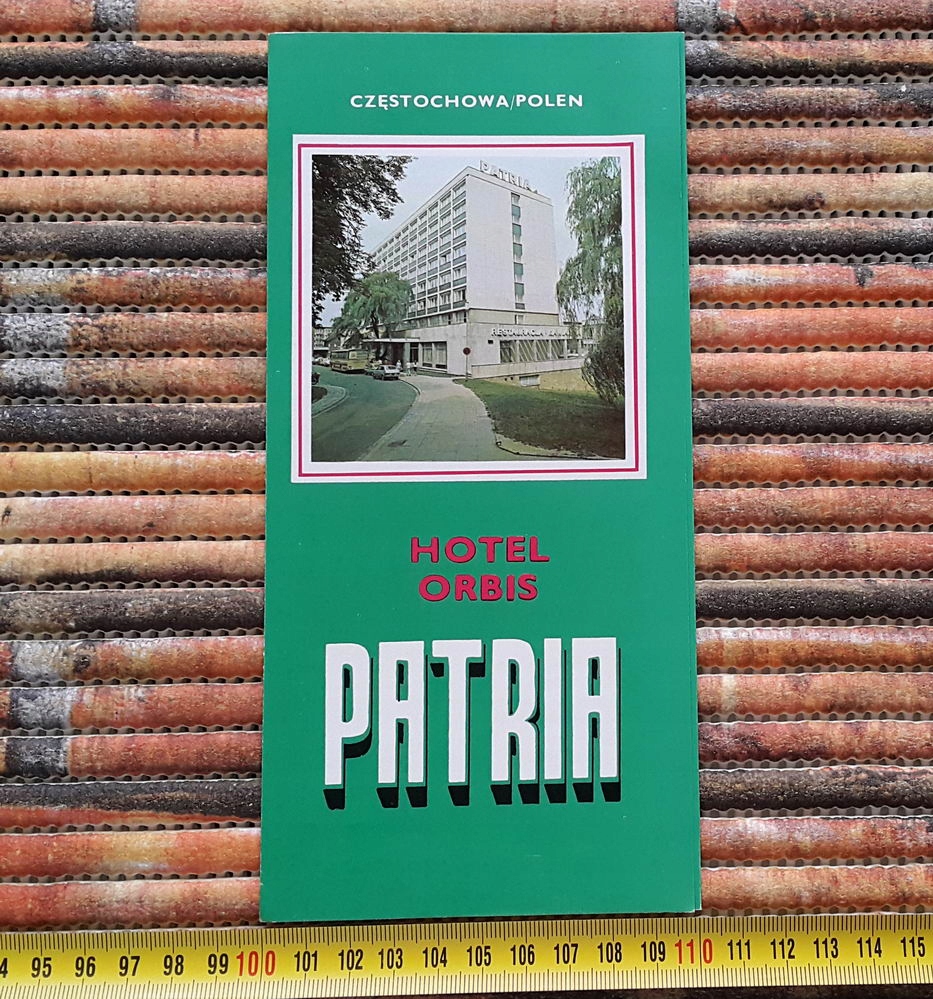 CZĘSTOCHOWA/POLEN
PATRIA
HOTEL
ORBIS
PATRIA
95 96 97 98 99 100 101 102 103 104 105 106 107 108 109 110 111 112 113 114 115